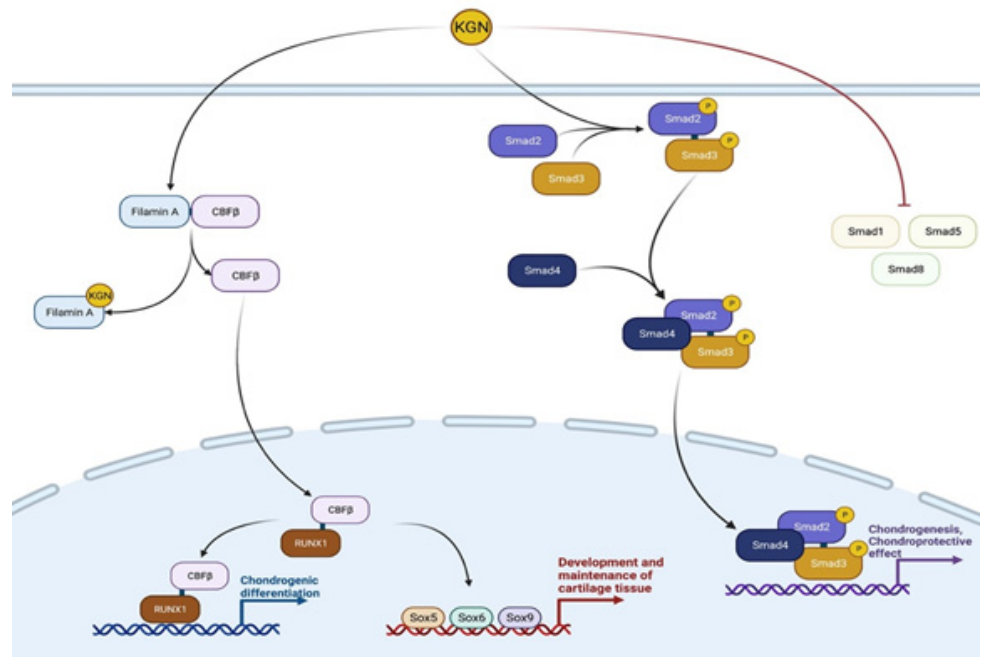 KGN
Smad2
P
Smad3
P
Smad2
Smad3
Filamin A
CBFβ
Smad1
Smad5
Smad8
CBFβ
Smad4
KGN
Filamin A
P
Smad2
Smad4
P
Smad3
CBFβ
RUNX1
P
Smad2
Smad4
P
Smad3
Chondrogenesis,
Chondroprotective
effect
CBFβ
RUNX1
Chondrogenic
differentiation
Development and
maintenance of
cartilage tissue
Sox5
Sox6
Sox9